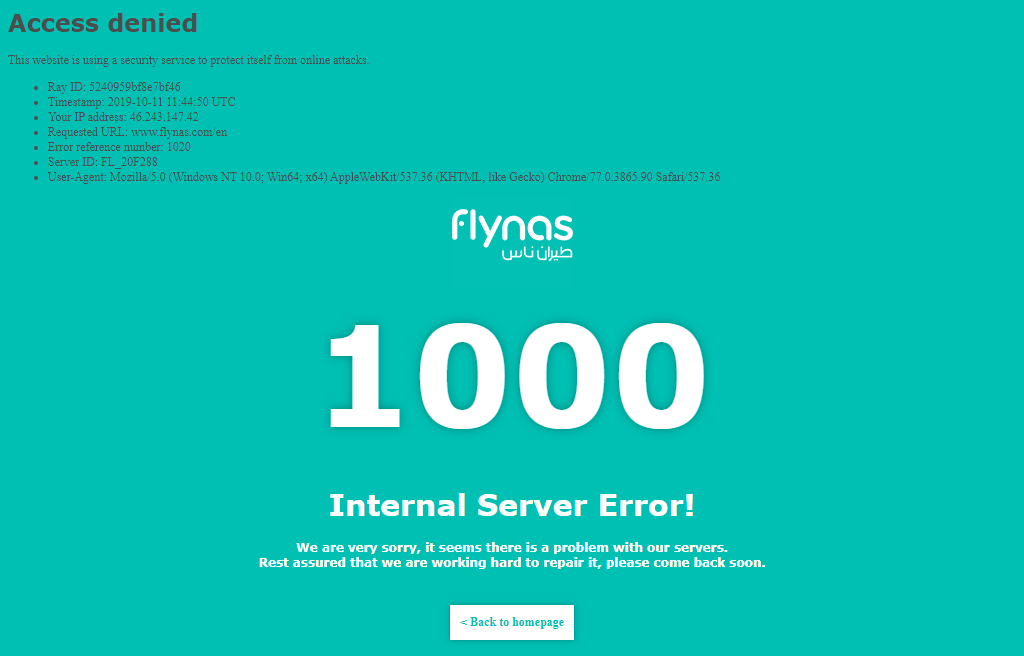 Access denied
This website is using a security service to protect itself from online attacks.
• Ray ID: 5240959bf8e7bf46
• Timestamp: 2019-10-11 11:44:50 UTC
• Your IP address: 46.243.147.42
• Requested URL: www.flynas.com/en
• Error reference number: 1020
• Server ID: FL_20F288
• User-Agent: Mozilla/5.0 (Windows NT 10.0; Win64; x64) AppleWebKit/537.36 (KHTML, like Gecko) Chrome/77.0.3865.90 Safari/537.36
flynas
طيران ناس
1000
Internal Server Error!
We are very sorry, it seems there is a problem with our servers.
Rest assured that we are working hard to repair it, please come back soon.
< Back to homepage